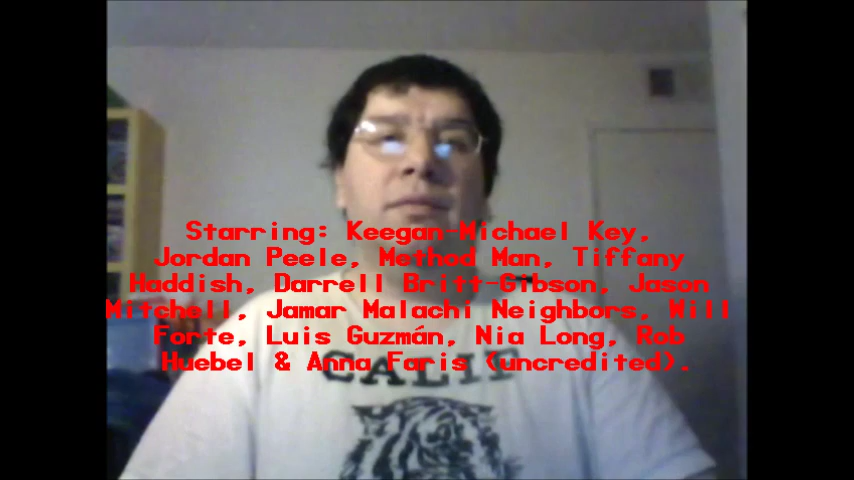 Starring: Keegan-Michael Key,
Jordan Peele, Method Man, Tiffany
Haddish, Darrell Britt-Gibson, Jason
Mitchell, Jamar Malachi Neighbors, Will
Forte, Luis Guzmán, Nia Long, Rob
Huebel & Anna Faris (uncredited).